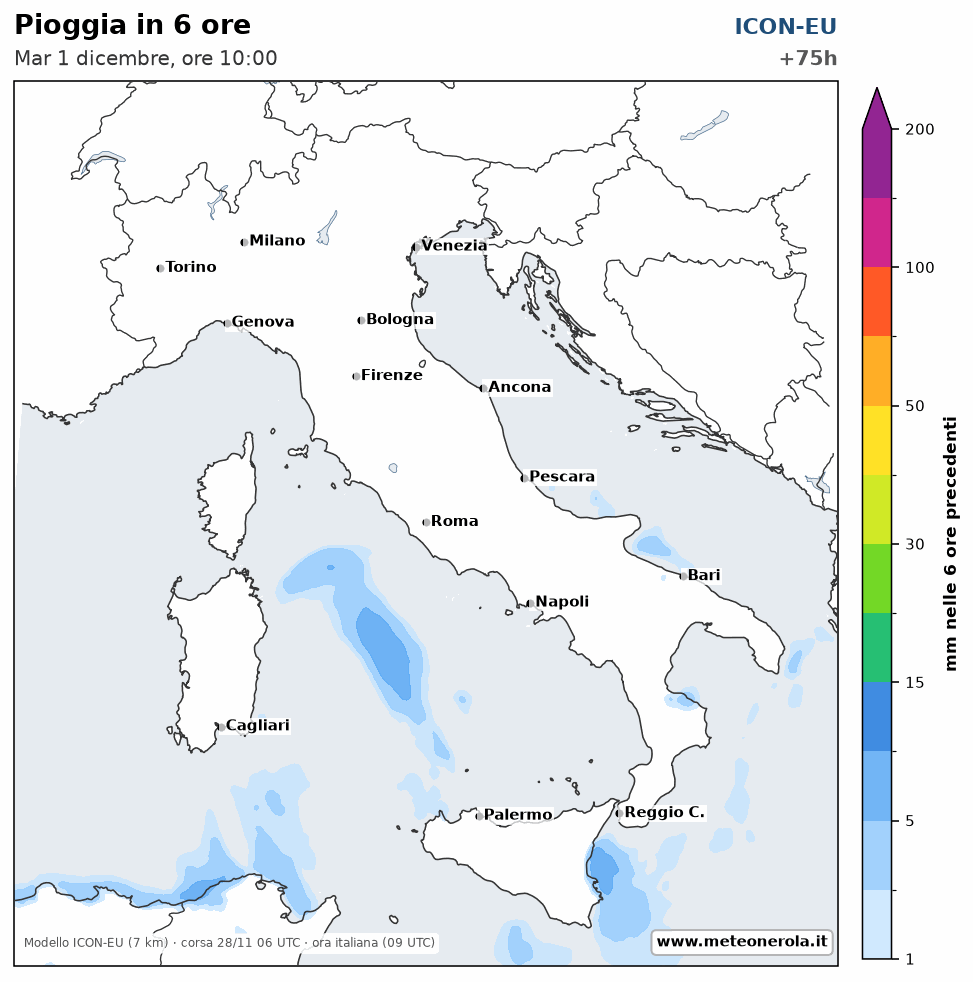 Pioggia in 6 ore
ICON-EU
Mar 1 dicembre, ore 10:00
+75h
200
Milano
Venezia
Torino
100
Genova
Bologna
Firenze
Ancona
50
Pescara
Roma
30
Bari
Napoli
mm nelle 6 ore precedenti
15
Cagliari
Palermo
Reggio C.
5
Modello ICON-EU (7 km) · corsa 28/11 06 UTC · ora italiana (09 UTC)
www.meteonerola.it
1